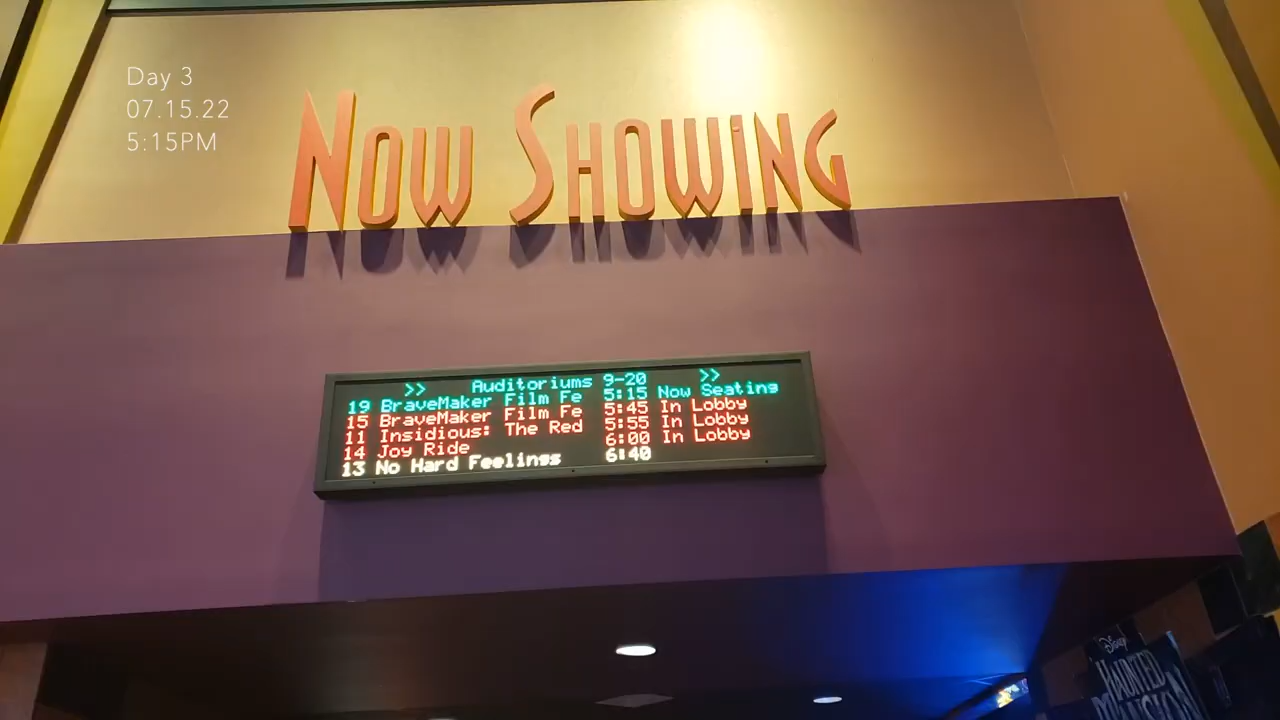 Day 3
07.15.22
5:15PM
NOW SHOWING
>> Auditoriums 9-20 >>
19 BraveMaker Film Fe 5:15 Now Seating
15 BraveMaker Film Fe 5:45 In Lobby
11 Insidious: The Red 5:55 In Lobby
14 Joy Ride 6:00 In Lobby
13 No Hard Feelings 6:40
Disney
HAUNTED
MANSION